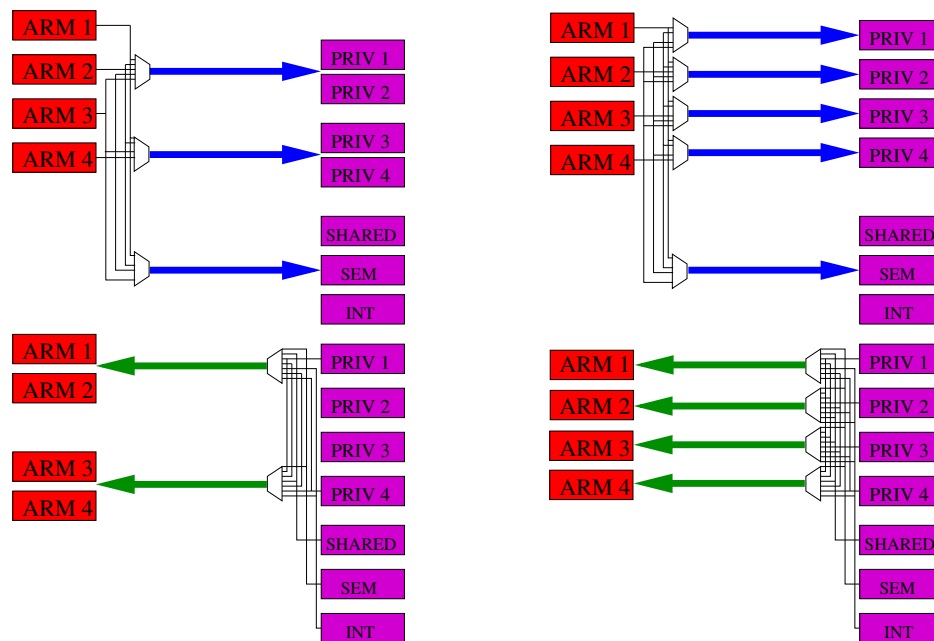 ARM 1
ARM 2
ARM 3
ARM 4
PRIV 1
PRIV 2
PRIV 3
PRIV 4
SHARED
SEM
INT
ARM 1
ARM 2
ARM 3
ARM 4
PRIV 1
PRIV 2
PRIV 3
PRIV 4
SHARED
SEM
INT
ARM 1
ARM 2
ARM 3
ARM 4
PRIV 1
PRIV 2
PRIV 3
PRIV 4
SHARED
SEM
INT
ARM 1
ARM 2
ARM 3
ARM 4
PRIV 1
PRIV 2
PRIV 3
PRIV 4
SHARED
SEM
INT